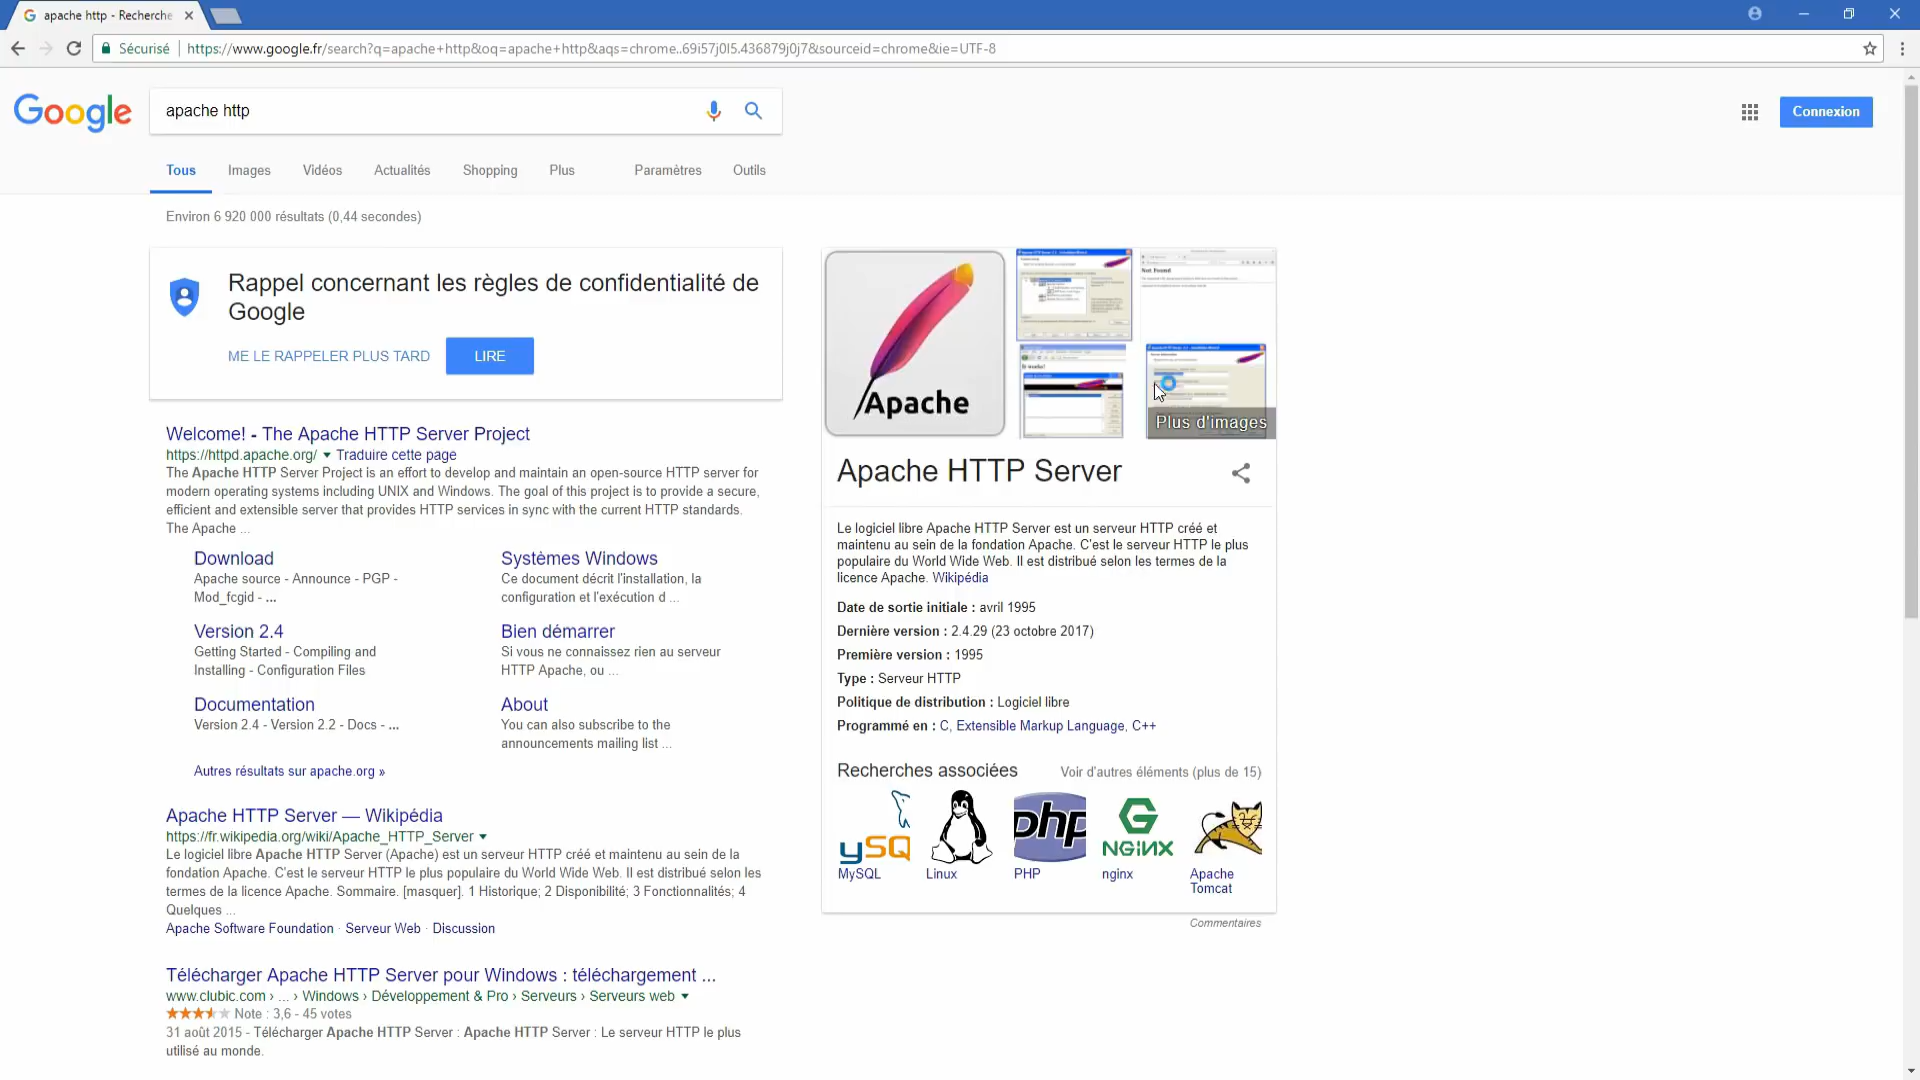 apache http - Recherche
Sécurisé
https://www.google.fr/search?q=apache+http&oq=apache+http&aqs=chrome..69i57j0l5.436879j0j7&sourceid=chrome&ie=UTF-8
Google
apache http
Connexion
Tous Images Vidéos Actualités Shopping Plus Paramètres Outils
Environ 6 920 000 résultats (0,44 secondes)
Rappel concernant les règles de confidentialité de
Google
ME LE RAPPELER PLUS TARD LIRE
Welcome! - The Apache HTTP Server Project
https://httpd.apache.org/ Traduire cette page
The Apache HTTP Server Project is an effort to develop and maintain an open-source HTTP server for
modern operating systems including UNIX and Windows. The goal of this project is to provide a secure,
efficient and extensible server that provides HTTP services in sync with the current HTTP standards.
The Apache ...
Download
Apache source - Announce - PGP -
Mod_fcgid - ...
Systèmes Windows
Ce document décrit l'installation, la
configuration et l'exécution d ...
Version 2.4
Getting Started - Compiling and
Installing - Configuration Files
Bien démarrer
Si vous ne connaissez rien au serveur
HTTP Apache, ou ...
Documentation
Version 2.4 - Version 2.2 - Docs - ...
About
You can also subscribe to the
announcements mailing list ...
Autres résultats sur apache.org »
Apache HTTP Server — Wikipédia
https://fr.wikipedia.org/wiki/Apache_HTTP_Server
Le logiciel libre Apache HTTP Server (Apache) est un serveur HTTP créé et maintenu au sein de la
fondation Apache. C'est le serveur HTTP le plus populaire du World Wide Web. Il est distribué selon les
termes de la licence Apache. Sommaire. [masquer]. 1 Historique; 2 Disponibilité; 3 Fonctionnalités; 4
Quelques ...
Apache Software Foundation · Serveur Web · Discussion
Télécharger Apache HTTP Server pour Windows : téléchargement ...
www.clubic.com › ... › Windows › Développement & Pro › Serveurs › Serveurs web
Note : 3,6 - 45 votes
31 août 2015 - Télécharger Apache HTTP Server : Apache HTTP Server : Le serveur HTTP le plus
utilisé au monde.
Apache
Not Found
It works!
Plus d'images
Apache HTTP Server
Le logiciel libre Apache HTTP Server est un serveur HTTP créé et
maintenu au sein de la fondation Apache. C'est le serveur HTTP le plus
populaire du World Wide Web. Il est distribué selon les termes de la
licence Apache. Wikipédia
Date de sortie initiale : avril 1995
Dernière version : 2.4.29 (23 octobre 2017)
Première version : 1995
Type : Serveur HTTP
Politique de distribution : Logiciel libre
Programmé en : C, Extensible Markup Language, C++
Recherches associées Voir d'autres éléments (plus de 15)
ySQ
php
NGiNX
MySQL
Linux
PHP
nginx
Apache
Tomcat
Commentaires